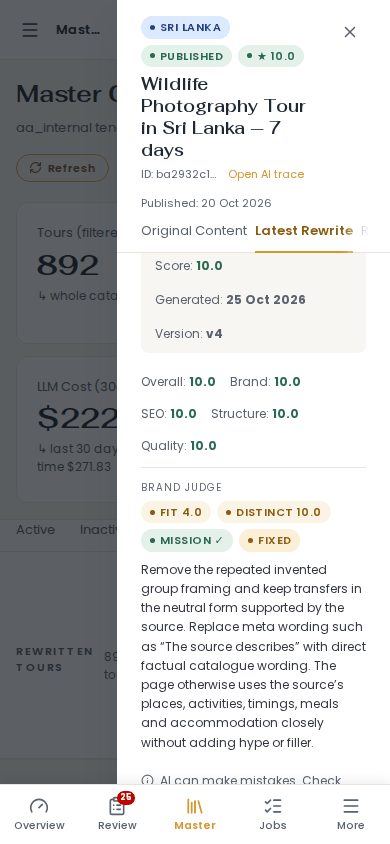 Mast...
Master C
aa_internal ten
Refresh
Tours (filtere
892
↳ whole cata
LLM Cost (30
$222
↳ last 30 day
time $271.83
Active Inactiv
REWRITTEN
TOURS
89
to
SRI LANKA
PUBLISHED ★ 10.0
Wildlife
Photography Tour
in Sri Lanka – 7
days
ID: ba2932c1… Open AI trace
Published: 20 Oct 2026
Original Content Latest Rewrite R
Score: 10.0
Generated: 25 Oct 2026
Version: v4
Overall: 10.0 Brand: 10.0
SEO: 10.0 Structure: 10.0
Quality: 10.0
BRAND JUDGE
FIT 4.0 DISTINCT 10.0
MISSION ✓ FIXED
Remove the repeated invented
group framing and keep transfers in
the neutral form supported by the
source. Replace meta wording such
as “The source describes” with direct
factual catalogue wording. The
page otherwise uses the source’s
places, activities, timings, meals
and accommodation closely
without adding hype or filler.
AI can make mistakes. Check
25
Overview Review Master Jobs More